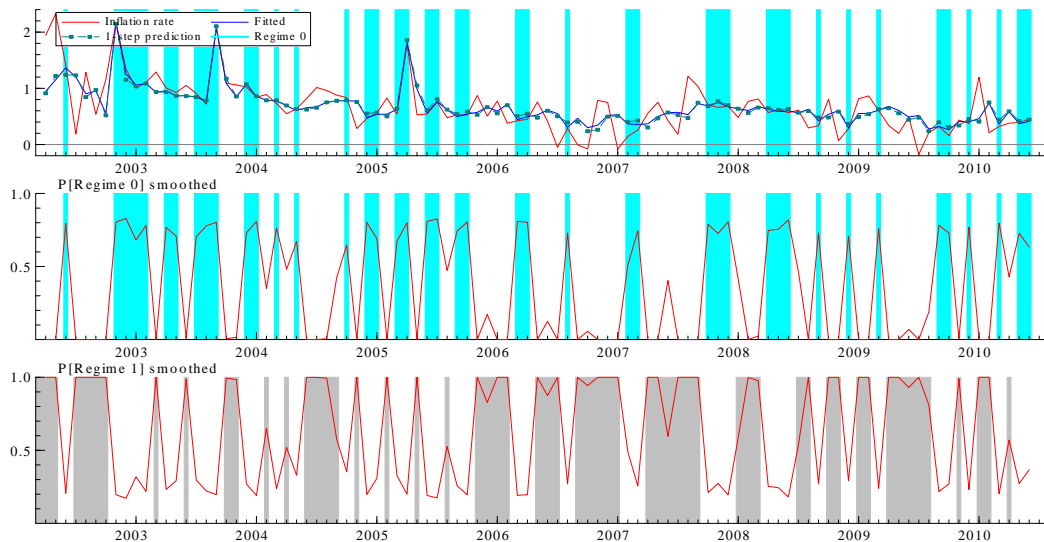 Inflation rate Fitted
1-step prediction Regime 0
2
1
0
2003 2004 2005 2006 2007 2008 2009 2010
P[Regime 0] smoothed
1.0
0.5
2003 2004 2005 2006 2007 2008 2009 2010
P[Regime 1] smoothed
1.0
0.5
2003 2004 2005 2006 2007 2008 2009 2010